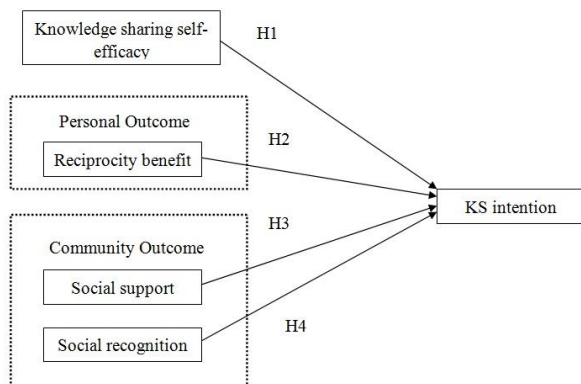 Knowledge sharing self-
efficacy
H1
Personal Outcome
H2
Reciprocity benefit
KS intention
H3
Community Outcome
Social support
H4
Social recognition